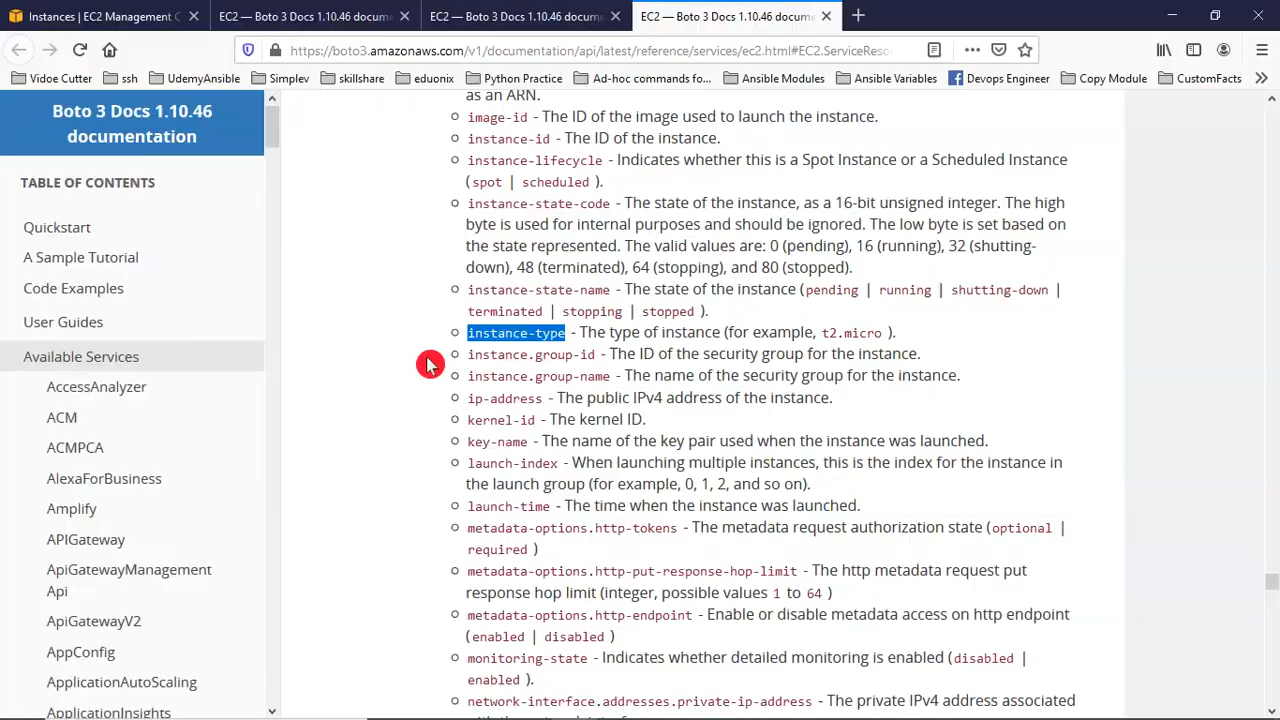 Instances | EC2 Management C
EC2 — Boto 3 Docs 1.10.46 docum
EC2 — Boto 3 Docs 1.10.46 docum
EC2 — Boto 3 Docs 1.10.46 docume
https://boto3.amazonaws.com/v1/documentation/api/latest/reference/services/ec2.html#EC2.ServiceReso
Vidoe Cutter
ssh
UdemyAnsible
Simplev
skillshare
eduonix
Python Practice
Ad-hoc commands fo...
Ansible Modules
Ansible Variables
Devops Engineer
Copy Module
CustomFacts
Boto 3 Docs 1.10.46
documentation
TABLE OF CONTENTS
Quickstart
A Sample Tutorial
Code Examples
User Guides
Available Services
AccessAnalyzer
ACM
ACMPCA
AlexaForBusiness
Amplify
APIGateway
ApiGatewayManagement
Api
ApiGatewayV2
AppConfig
ApplicationAutoScaling
ApplicationInsights
as an ARN.
image-id - The ID of the image used to launch the instance.
instance-id - The ID of the instance.
instance-lifecycle - Indicates whether this is a Spot Instance or a Scheduled Instance
(spot | scheduled ).
instance-state-code - The state of the instance, as a 16-bit unsigned integer. The high
byte is used for internal purposes and should be ignored. The low byte is set based on
the state represented. The valid values are: 0 (pending), 16 (running), 32 (shutting-
down), 48 (terminated), 64 (stopping), and 80 (stopped).
instance-state-name - The state of the instance (pending | running | shutting-down |
terminated | stopping | stopped ).
instance-type - The type of instance (for example, t2.micro ).
instance.group-id - The ID of the security group for the instance.
instance.group-name - The name of the security group for the instance.
ip-address - The public IPv4 address of the instance.
kernel-id - The kernel ID.
key-name - The name of the key pair used when the instance was launched.
launch-index - When launching multiple instances, this is the index for the instance in
the launch group (for example, 0, 1, 2, and so on).
launch-time - The time when the instance was launched.
metadata-options.http-tokens - The metadata request authorization state (optional |
required )
metadata-options.http-put-response-hop-limit - The http metadata request put
response hop limit (integer, possible values 1 to 64 )
metadata-options.http-endpoint - Enable or disable metadata access on http endpoint
(enabled | disabled )
monitoring-state - Indicates whether detailed monitoring is enabled (disabled |
enabled ).
network-interface.addresses.private-ip-address - The private IPv4 address associated